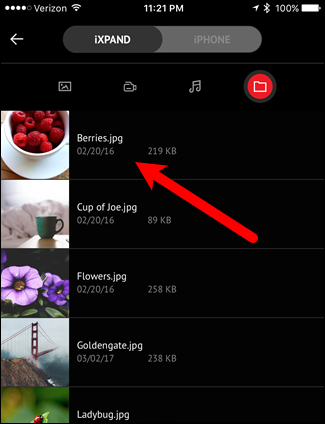 Verizon 11:21 PM 100%
iXPAND iPHONE
Berries.jpg
02/20/16 219 KB
Cup of Joe.jpg
02/20/16 89 KB
Flowers.jpg
02/20/16 258 KB
Goldengate.jpg
03/02/17 238 KB
Ladybug.jpg